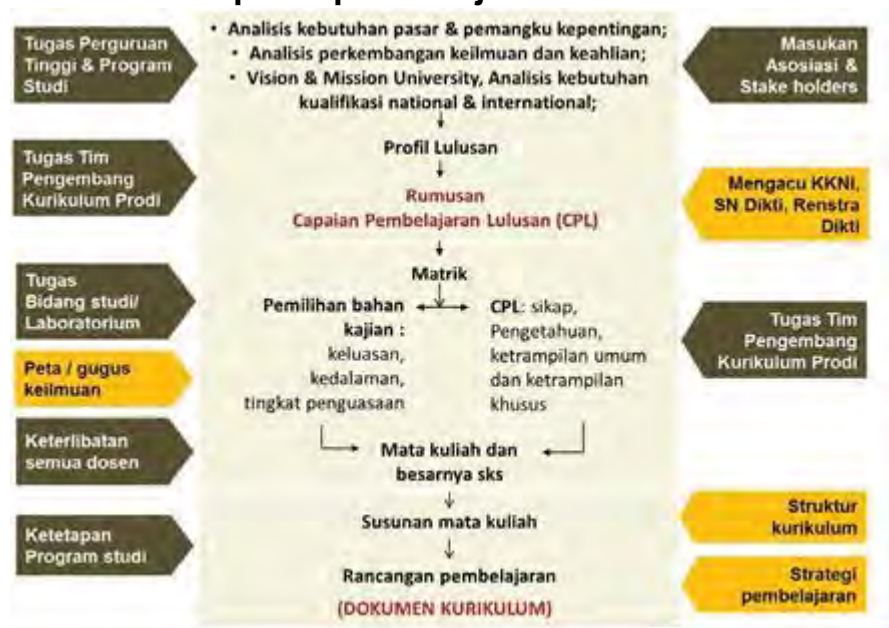 Tugas Perguruan
Tinggi & Program
Studi
• Analisis kebutuhan pasar & pemangku kepentingan;
• Analisis perkembangan keilmuan dan keahlian;
• Vision & Mission University, Analisis kebutuhan
kualifikasi national & international;
Masukan
Asosiasi &
Stake holders
Tugas Tim
Pengembang
Kurikulum Prodi
Profil Lulusan
Rumusan
Capaian Pembelajaran Lulusan (CPL)
Mengacu KKNI,
SN Dikti, Renstra
Dikti
Tugas
Bidang studi/
Laboratorium
Matrik
Pemilihan bahan
kajian :
keluasan,
kedalaman,
tingkat penguasaan
CPL: sikap,
Pengetahuan,
ketrampilan umum
dan ketrampilan
khusus
Tugas Tim
Pengembang
Kurikulum Prodi
Peta / gugus
keilmuan
Keterlibatan
semua dosen
Mata kuliah dan
besarnya sks
Susunan mata kuliah
Struktur
kurikulum
Ketetapan
Program studi
Rancangan pembelajaran
(DOKUMEN KURIKULUM)
Strategi
pembelajaran